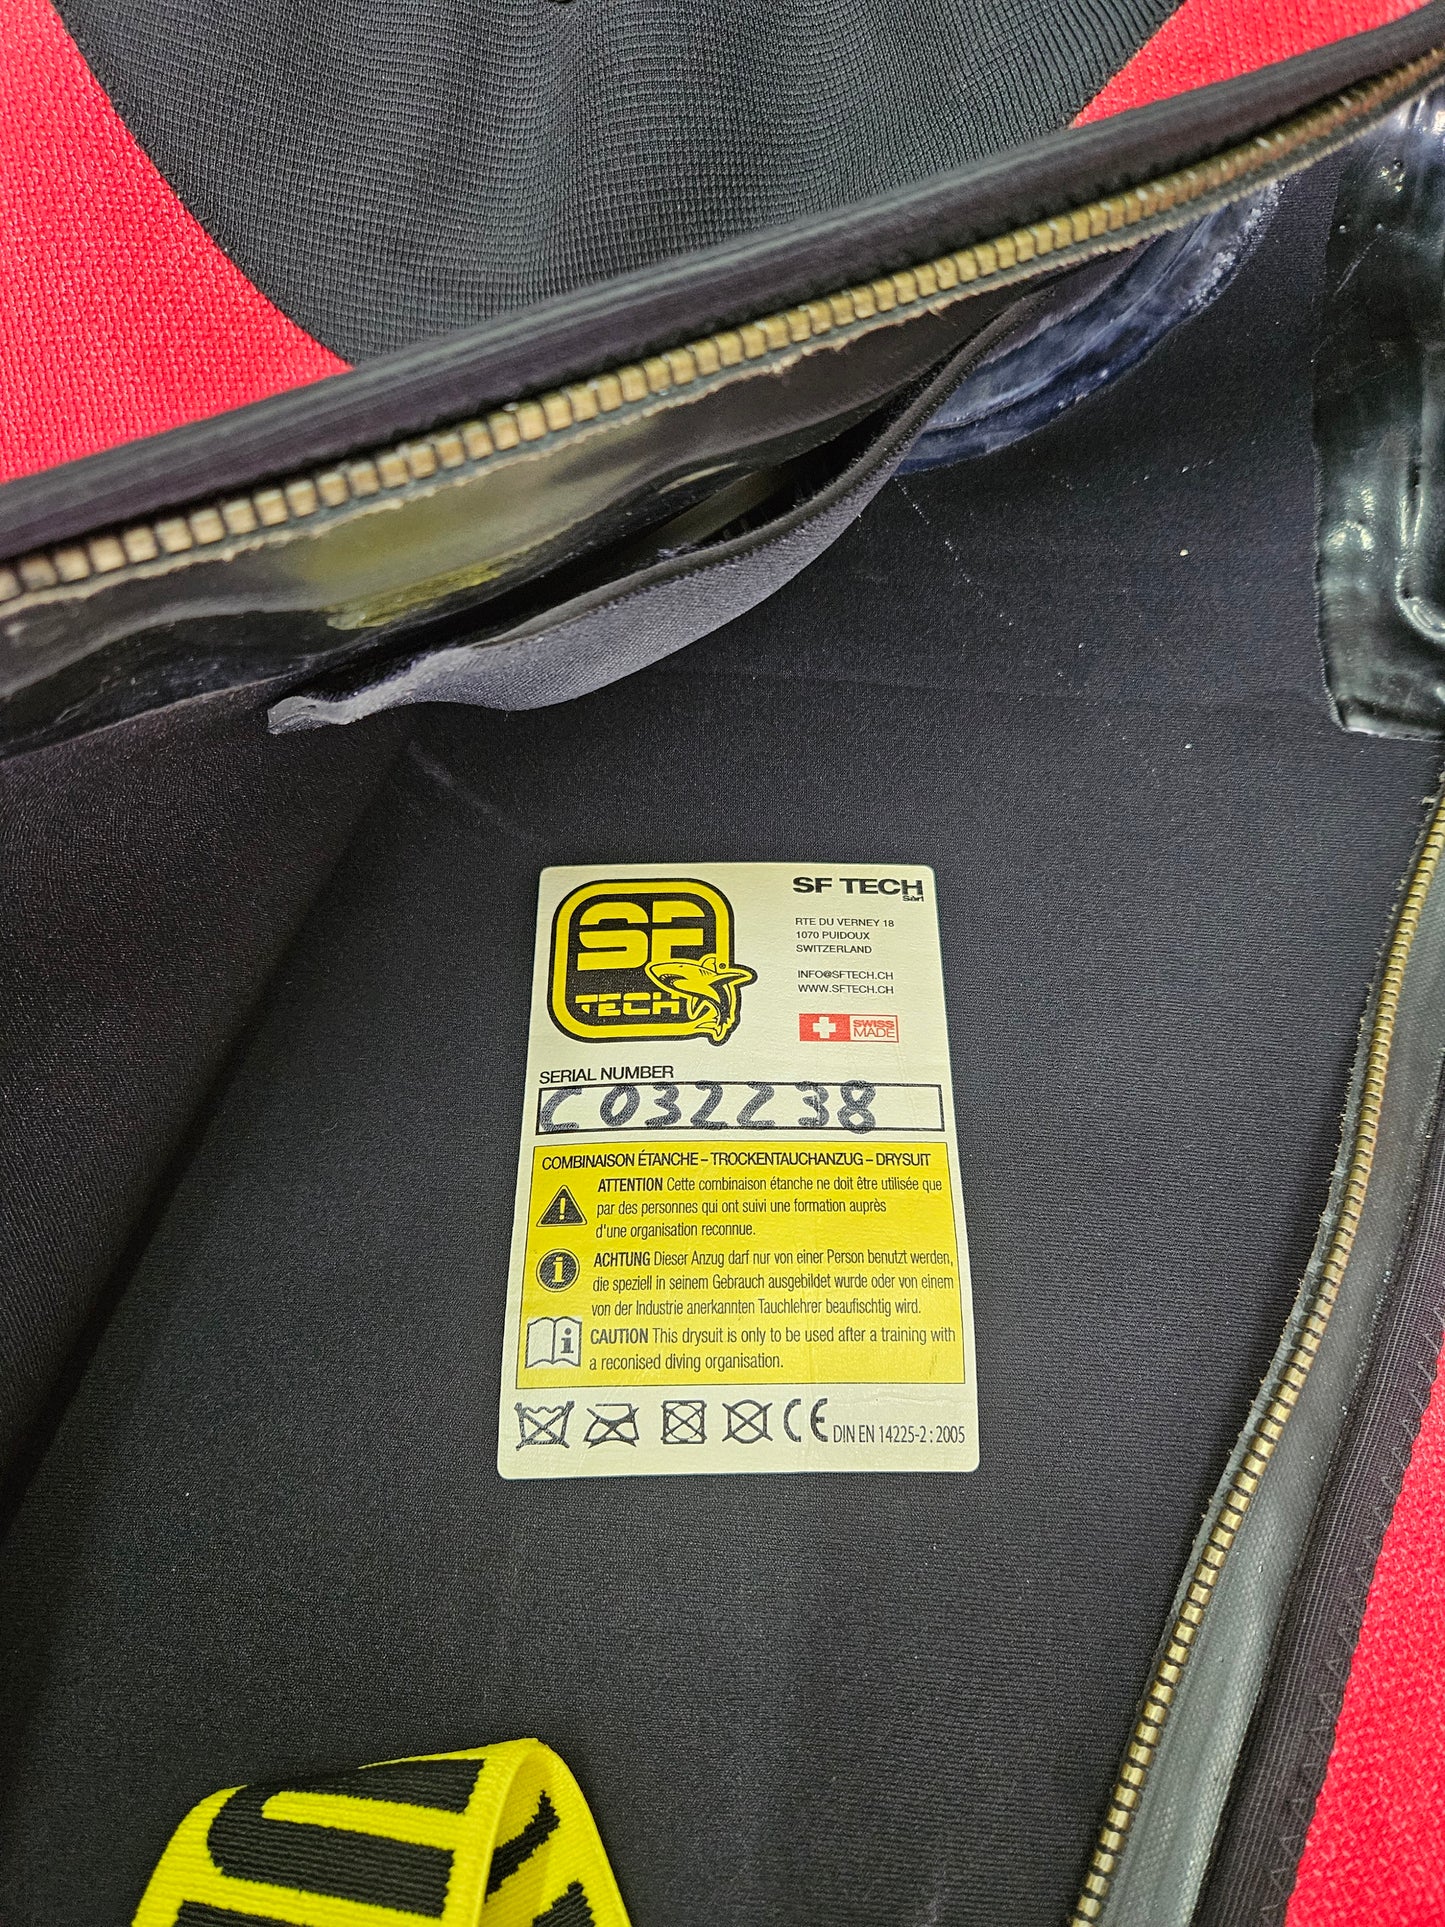 SF
TECH
®
SF TECH
Sàrl
RTE DU VERNEY 18
1070 PUIDOUX
SWITZERLAND
INFO@SFTECH.CH
WWW.SFTECH.CH
SWISS
MADE
SERIAL NUMBER
C032238
COMBINAISON ÉTANCHE – TROCKENTAUCHANZUG – DRYSUIT
ATTENTION Cette combinaison étanche ne doit être utilisée que
par des personnes qui ont suivi une formation auprès
d'une organisation reconnue.
ACHTUNG Dieser Anzug darf nur von einer Person benutzt werden,
die speziell in seinem Gebrauch ausgebildet wurde oder von einem
von der Industrie anerkannten Tauchlehrer beaufischtig wird.
CAUTION This drysuit is only to be used after a training with
a reconised diving organisation.
CE DIN EN 14225-2 : 2005